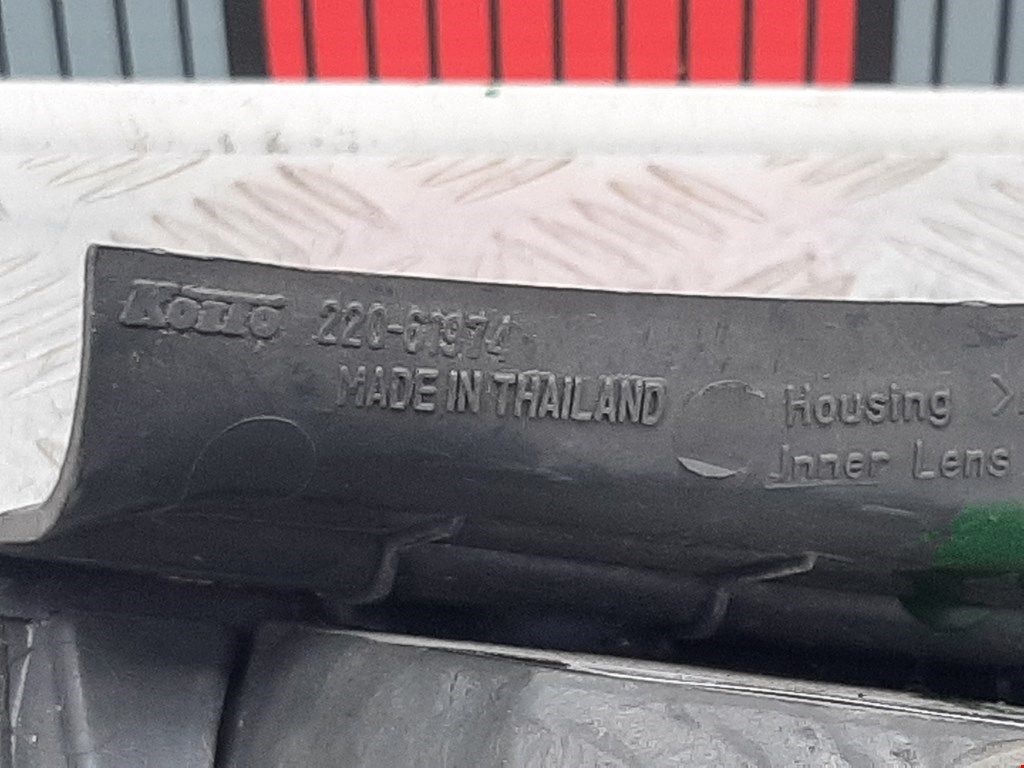 KOITO 220-61974
MADE IN THAILAND
Housing >
Inner Lens